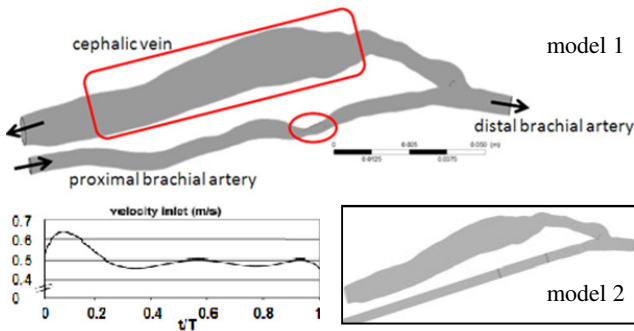 cephalic vein
model 1
distal brachial artery
0 0.025 0.050 (m)
0.0125 0.0375
proximal brachial artery
velocity inlet (m/s)
0.7
0.6
0.5
0.4
0
0 0.2 0.4 0.6 0.8 1
t/T
model 2